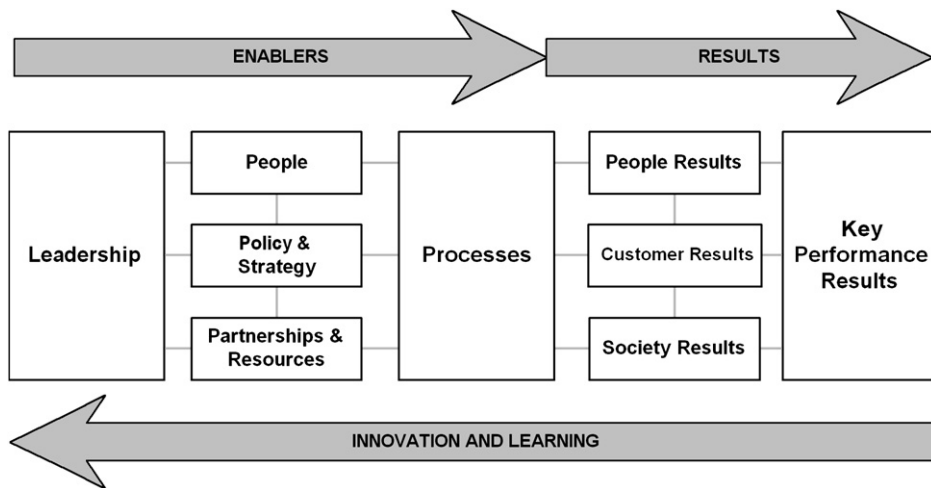 ENABLERS
RESULTS
People
People Results
Leadership
Policy &
Strategy
Processes
Customer Results
Key
Performance
Results
Partnerships &
Resources
Society Results
INNOVATION AND LEARNING